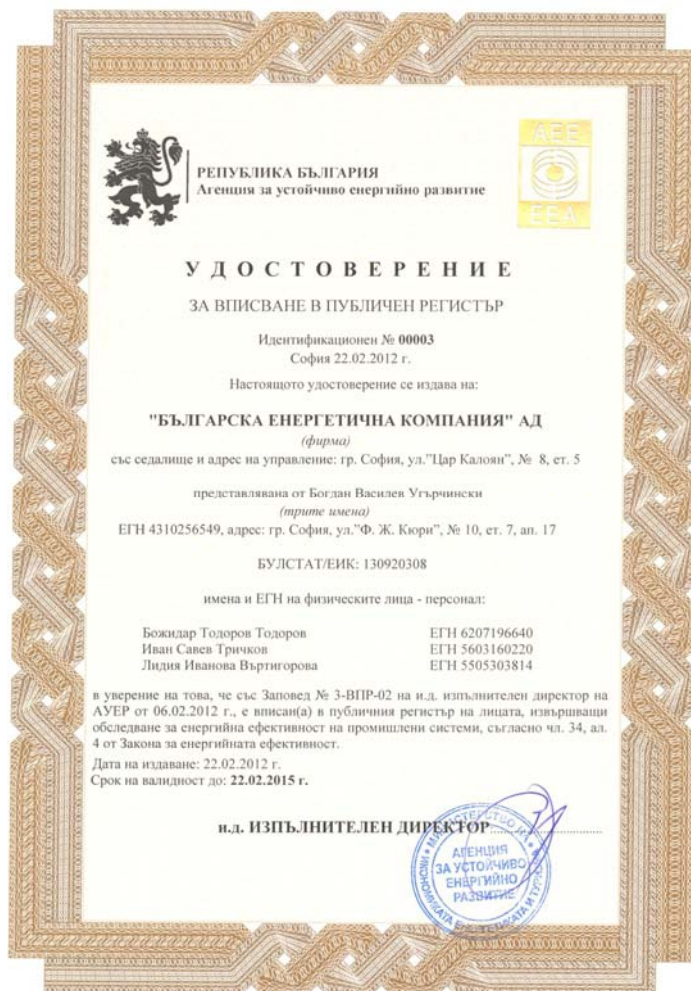 РЕПУБЛИКА БЪЛГАРИЯ
Агенция за устойчиво енергийно развитие
AEE
EEA
УДОСТОВЕРЕНИЕ
ЗА ВПИСВАНЕ В ПУБЛИЧЕН РЕГИСТЪР
Идентификационен № 00003
София 22.02.2012 г.
Настоящото удостоверение се издава на:
"БЪЛГАРСКА ЕНЕРГЕТИЧНА КОМПАНИЯ" АД
(фирма)
със седалище и адрес на управление: гр. София, ул."Цар Калоян", № 8, ет. 5
представлявана от Богдан Василев Угърчински
(трите имена)
ЕГН 4310256549, адрес: гр. София, ул."Ф. Ж. Кюри", № 10, ет. 7, ап. 17
БУЛСТАТ/ЕИК: 130920308
имена и ЕГН на физическите лица - персонал:
Божидар Тодоров Тодоров ЕГН 6207196640
Иван Савев Тричков ЕГН 5603160220
Лидия Иванова Въртигорова ЕГН 5505303814
в уверение на това, че със Заповед № 3-ВПР-02 на и.д. изпълнителен директор на
АУЕР от 06.02.2012 г., е вписан(а) в публичния регистър на лицата, извършващи
обследване за енергийна ефективност на промишлени системи, съгласно чл. 34, ал.
4 от Закона за енергийната ефективност.
Дата на издаване: 22.02.2012 г.
Срок на валидност до: 22.02.2015 г.
и.д. ИЗПЪЛНИТЕЛЕН ДИРЕКТОР
МИНИСТЕРСТВО НА
АГЕНЦИЯ
ЗА УСТОЙЧИВО
ЕНЕРГИЙНО
РАЗВИТИЕ